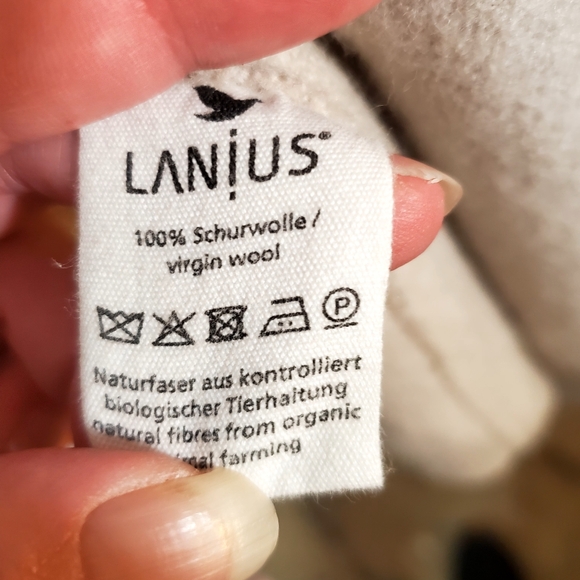 LANIUS®
100% Schurwolle /
virgin wool
P
Naturfaser aus kontrolliert
biologischer Tierhaltung
natural fibres from organic
farming